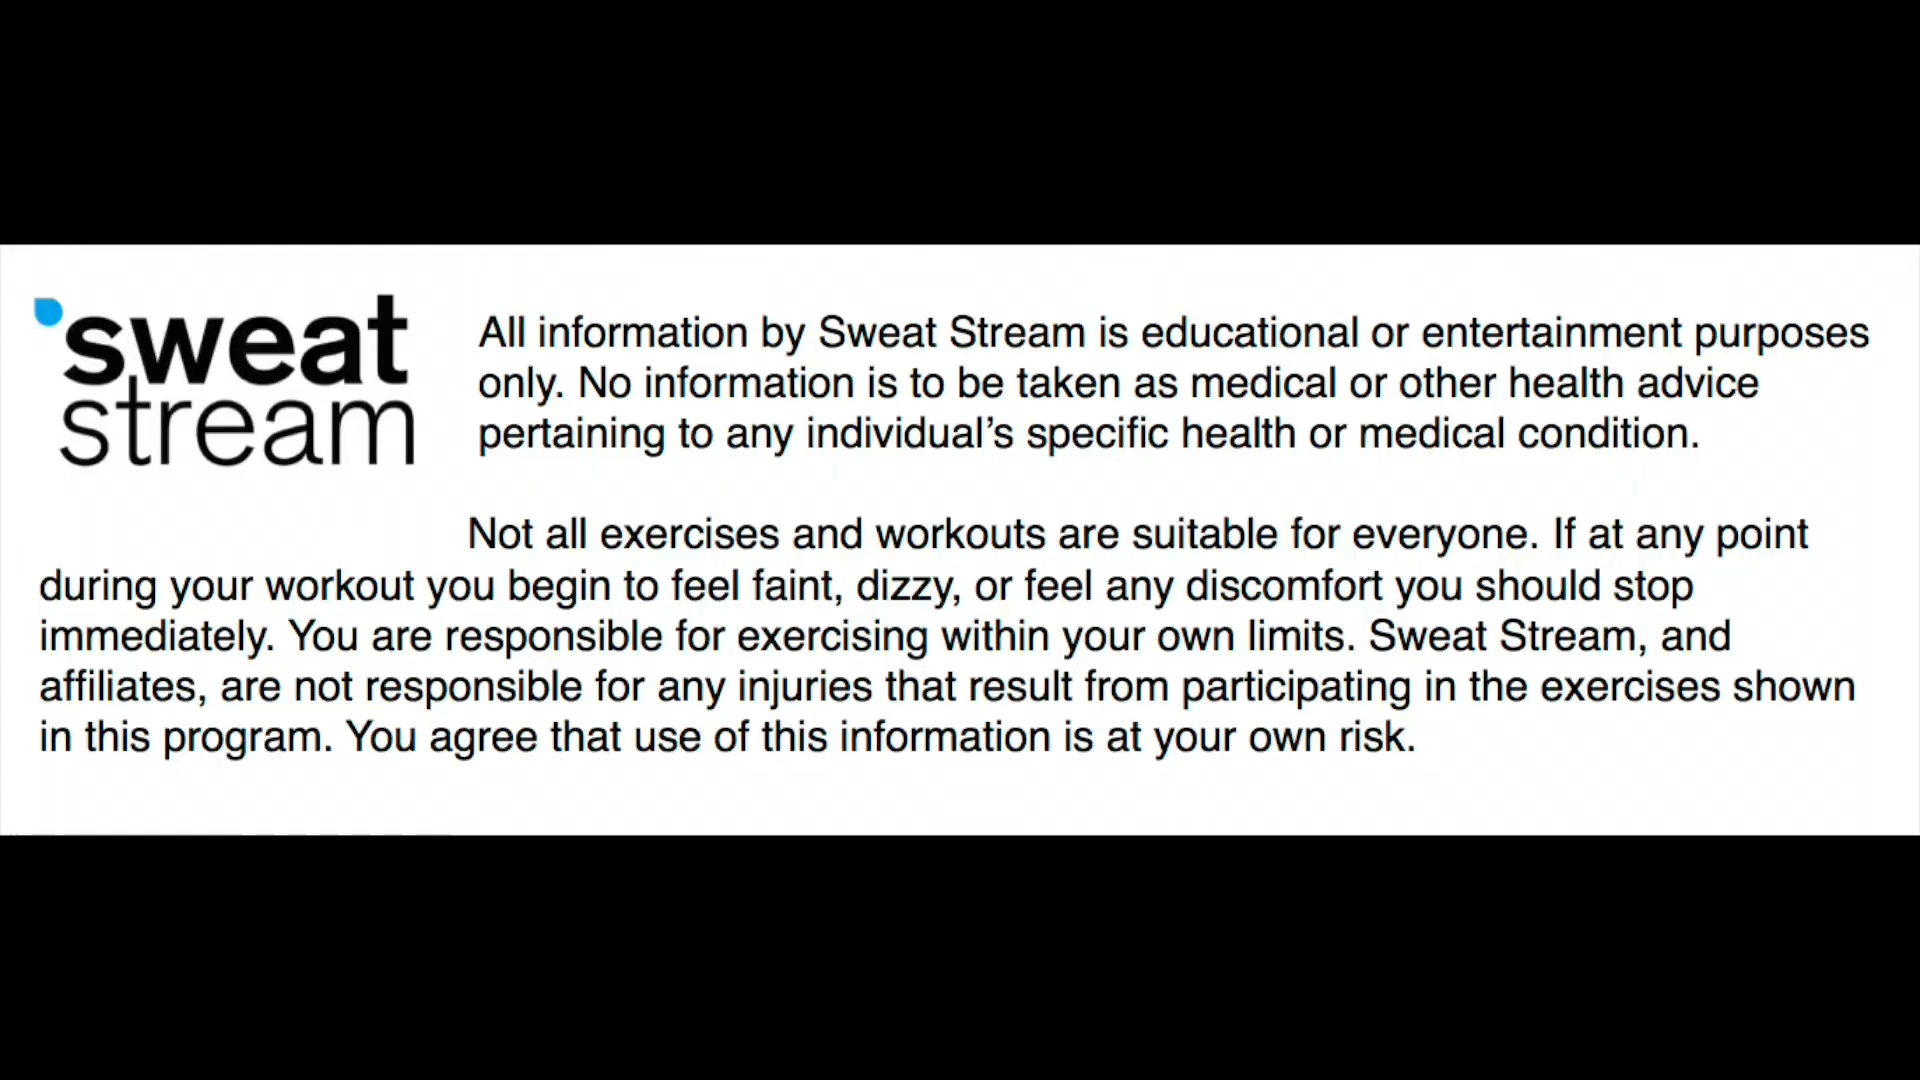 sweat
stream
All information by Sweat Stream is educational or entertainment purposes
only. No information is to be taken as medical or other health advice
pertaining to any individual’s specific health or medical condition.
Not all exercises and workouts are suitable for everyone. If at any point
during your workout you begin to feel faint, dizzy, or feel any discomfort you should stop
immediately. You are responsible for exercising within your own limits. Sweat Stream, and
affiliates, are not responsible for any injuries that result from participating in the exercises shown
in this program. You agree that use of this information is at your own risk.